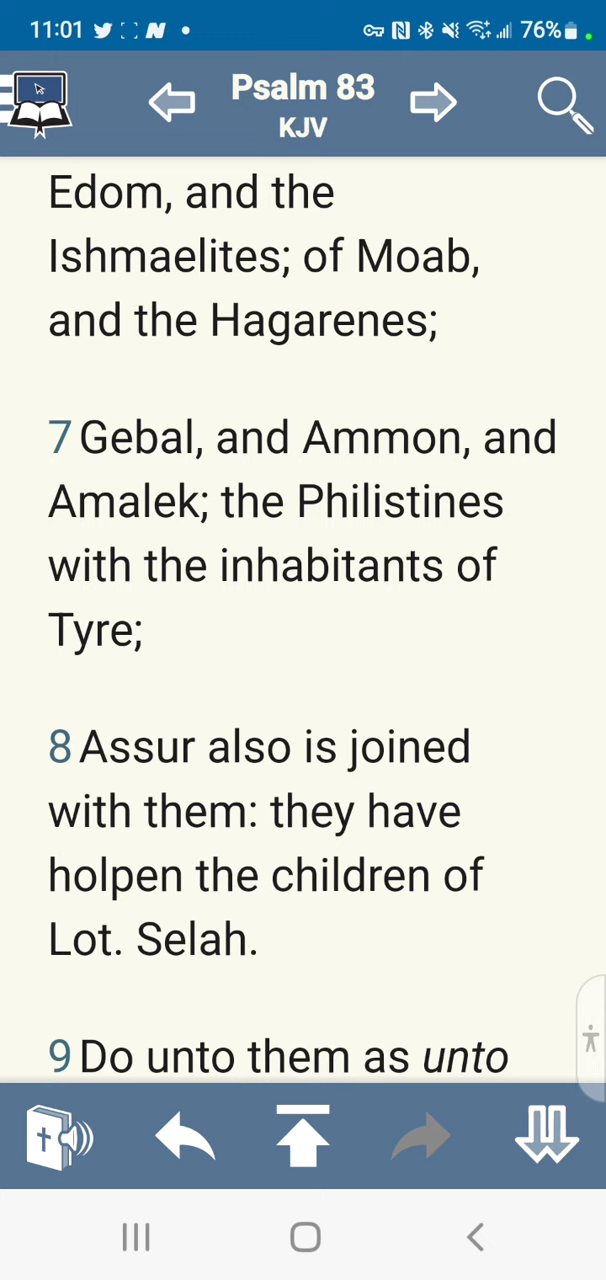 11:01 76%
Psalm 83
KJV
Edom, and the
Ishmaelites; of Moab,
and the Hagarenes;
7 Gebal, and Ammon, and
Amalek; the Philistines
with the inhabitants of
Tyre;
8 Assur also is joined
with them: they have
holpen the children of
Lot. Selah.
9 Do unto them as unto